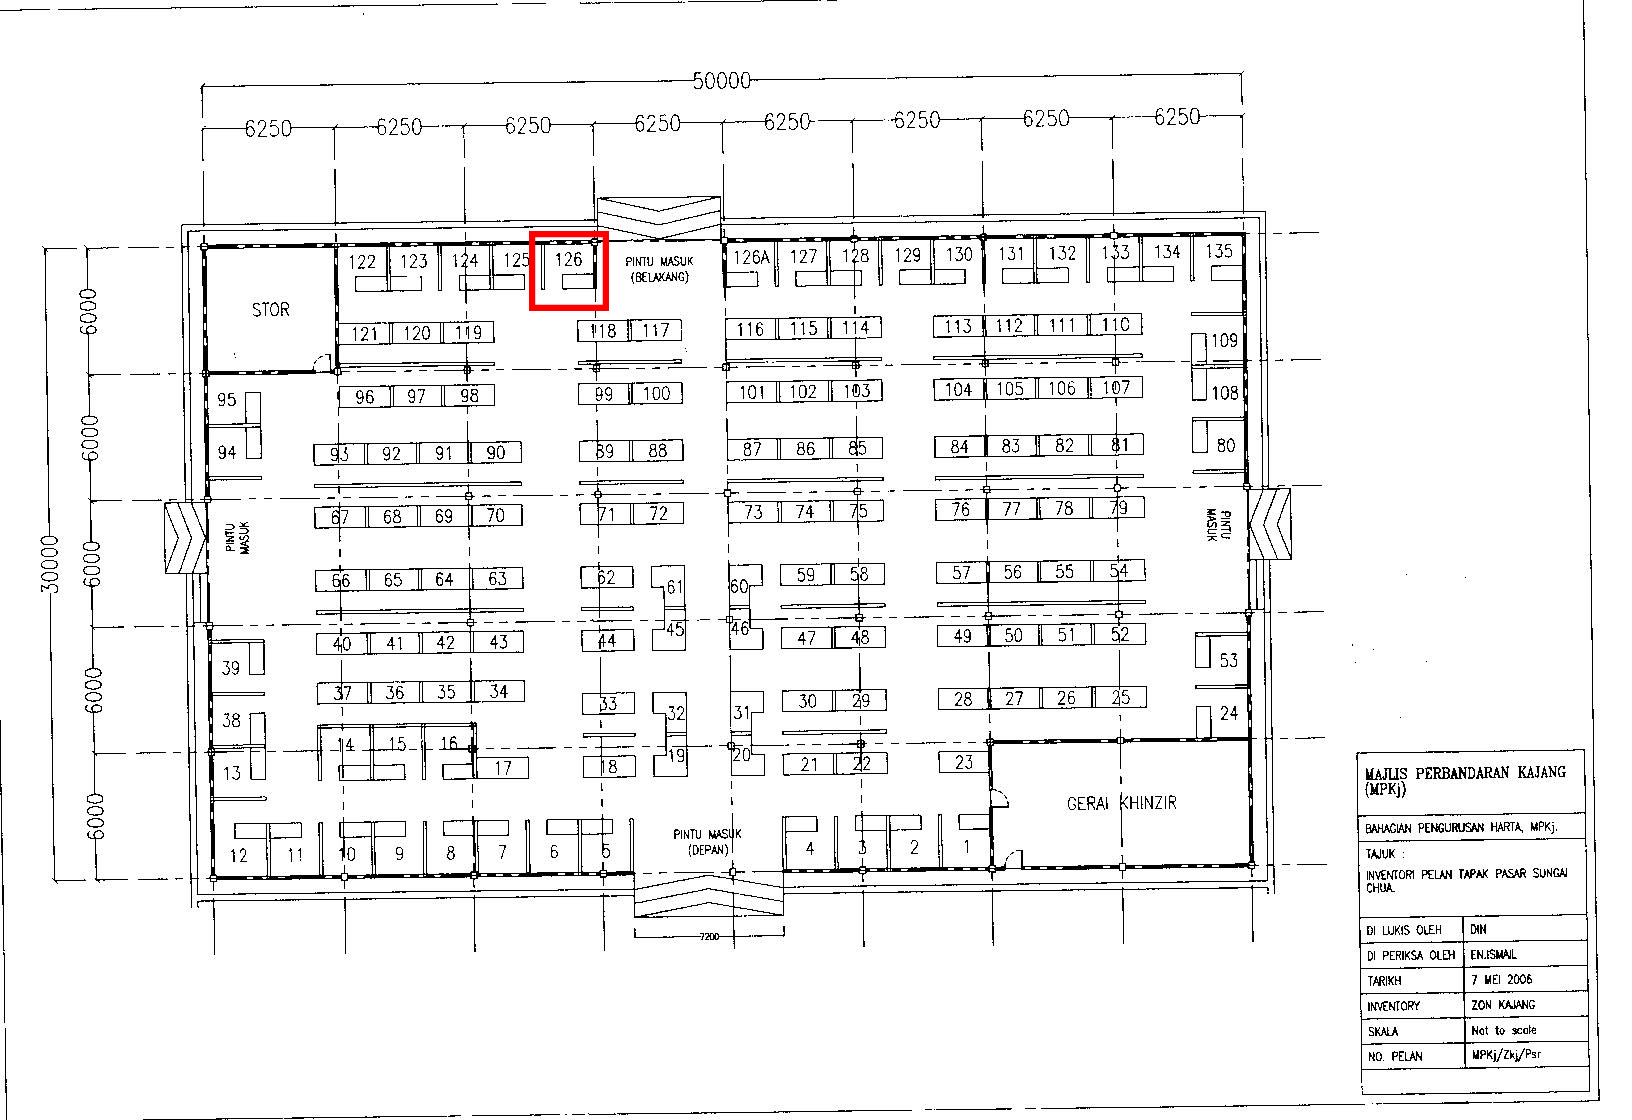 50000
6250 6250 6250 6250 6250 6250 6250 6250
122 123 124 125 126 PINTU MASUK 126A 127 128 129 130 131 132 133 134 135
(BELAKANG)
6000 STOR
121 120 119 118 117 116 115 114 113 112 111 110
109
95 96 97 98 99 100 101 102 103 104 105 106 107 108
6000
94 93 92 91 90 89 88 87 86 85 84 83 82 81 80
67 68 69 70 71 72 73 74 75 76 77 78 79
PINTU
MASUK
PINTU
MASUK
30000
6000
66 65 64 63 62 61 60 59 58 57 56 55 54
40 41 42 43 44 45 46 47 48 49 50 51 52
39 53
6000
37 36 35 34 33 32 31 30 29 28 27 26 25
38 24
14 15 16
13 17 18 19 20 21 22 23
6000
GERAI KHINZIR
PINTU MASUK
(DEPAN)
12 11 10 9 8 7 6 5 4 3 2 1
7200
MAJLIS PERBANDARAN KAJANG
(MPKj)
BAHAGIAN PENGURUSAN HARTA, MPKj.
TAJUK :
INVENTORI PELAN TAPAK PASAR SUNGAI
CHUA.
DI LUKIS OLEH DIN
DI PERIKSA OLEH EN.ISMAIL
TARIKH 7 MEI 2006
INVENTORY ZON KAJANG
SKALA Not to scale
NO. PELAN MPKj/Zkj/Psr